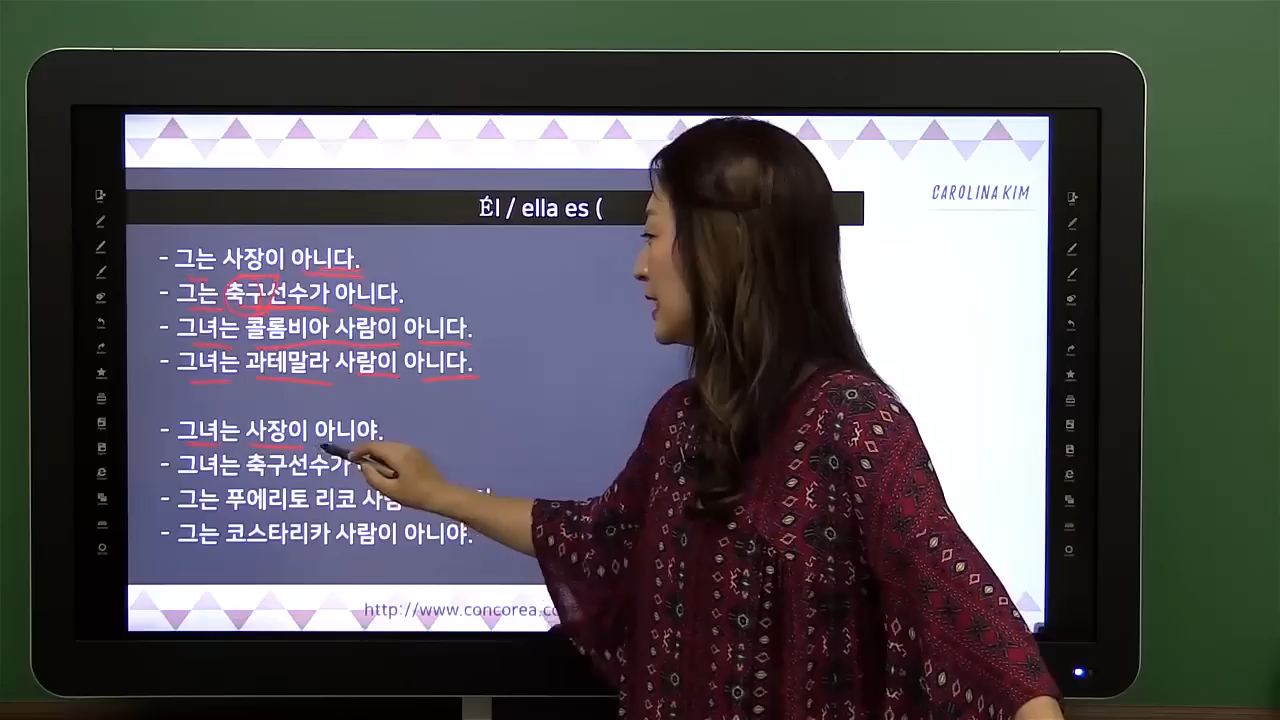 Él / ella es (
CAROLINA KIM
- 그는 사장이 아니다.
- 그는 축구선수가 아니다.
- 그녀는 콜롬비아 사람이 아니다.
- 그녀는 과테말라 사람이 아니다.
- 그녀는 사장이 아니야.
- 그녀는 축구선수가
- 그는 푸에리토 리코
- 그는 코스타리카 사람이 아니야.
http://www.concorea.co